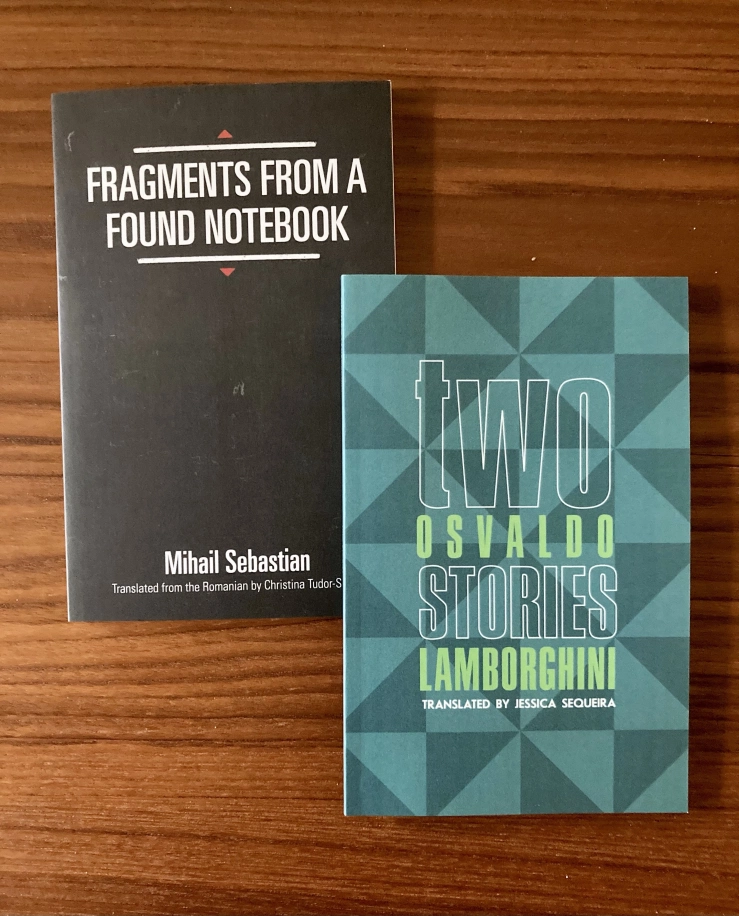 FRAGMENTS FROM A
FOUND NOTEBOOK
Mihail Sebastian
Translated from the Romanian by Christina Tudor-S
two
OSVALDO
STORIES
LAMBORGHINI
TRANSLATED BY JESSICA SEQUEIRA